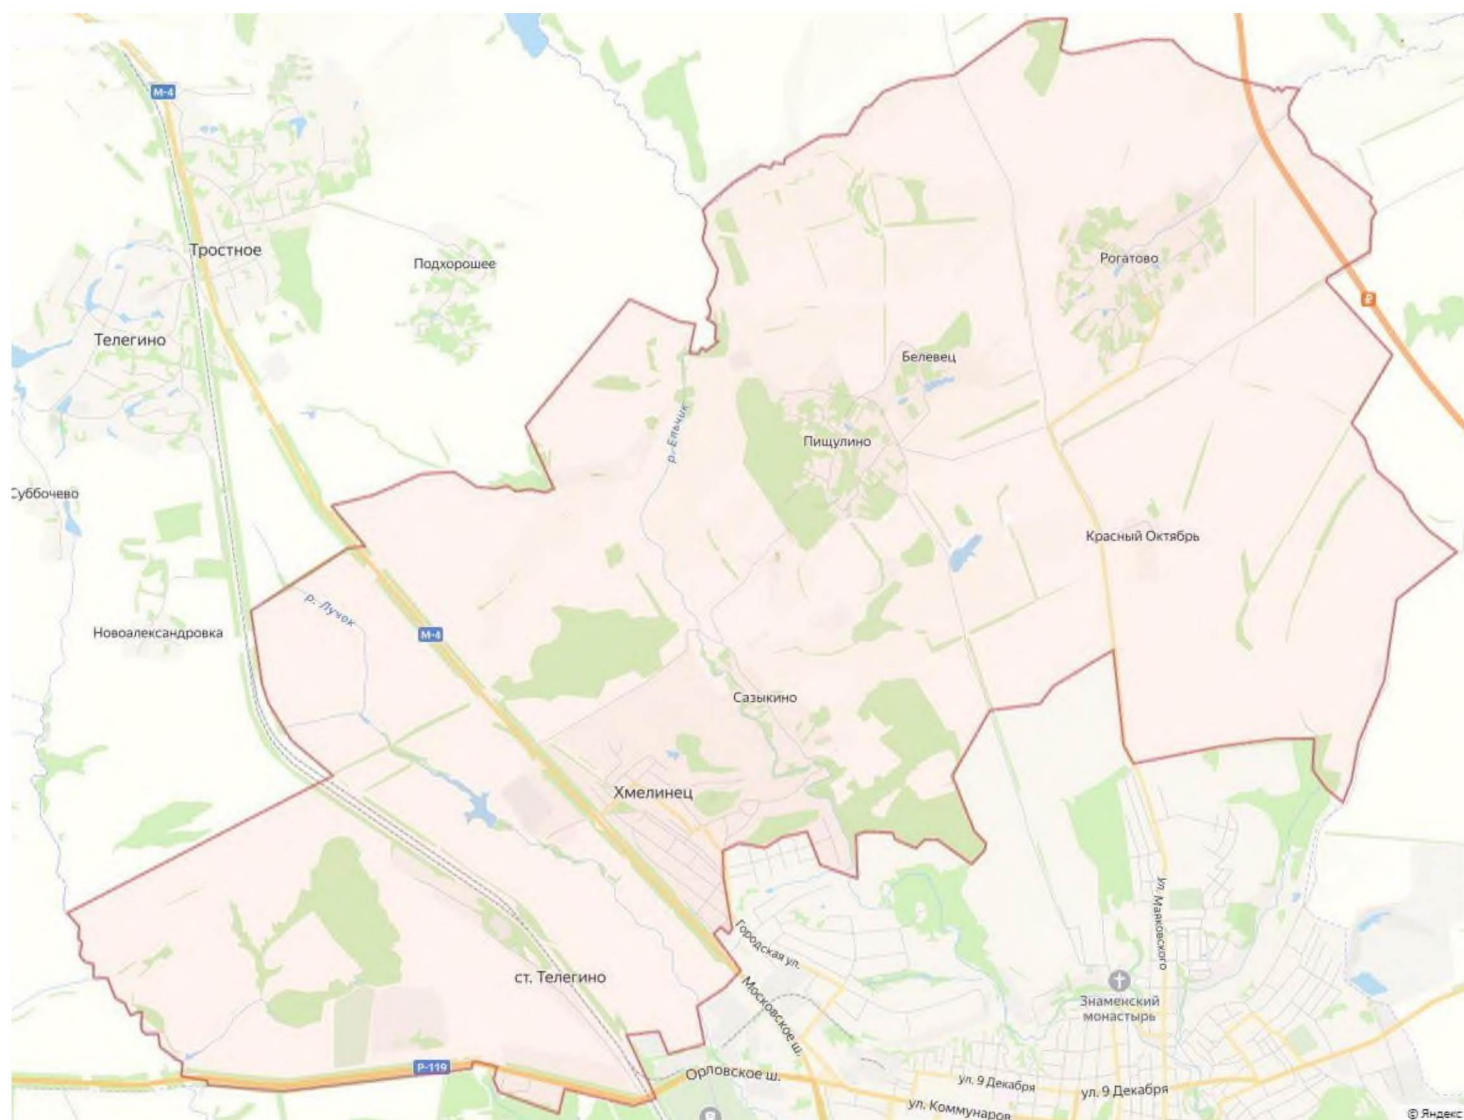 М-4
Тростное
Подхорошее
Рогатово
₽
Телегино
Белевец
р. Ельчик
Пищулино
Суббочево
Красный Октябрь
р. Лучок
Новоалександровка
М-4
Сазыкино
Хмелинец
ул. Маяковского
Городская ул.
ст. Телегино
Знаменский
монастырь
Московское ш.
Р-119
Орловское ш.
ул. 9 Декабря
ул. 9 Декабря
ул. Коммунаров
© Яндекс